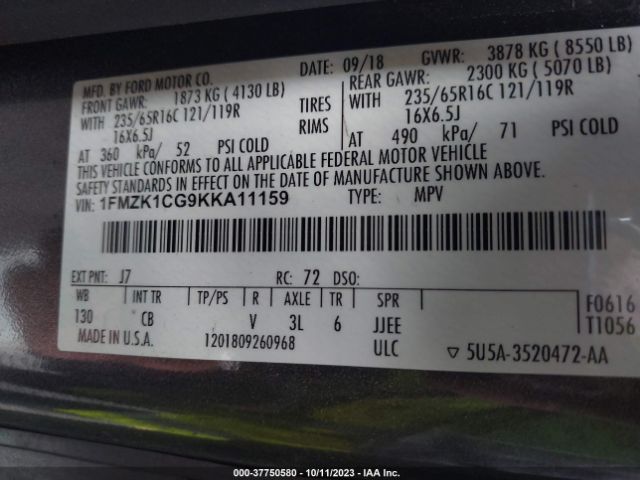 MFD. BY FORD MOTOR CO.
DATE: 09/18 GVWR: 3878 KG ( 8550 LB)
FRONT GAWR: 1873 KG ( 4130 LB) REAR GAWR: 2300 KG ( 5070 LB)
WITH 235/65R16C 121/119R TIRES WITH 235/65R16C 121/119R
16X6.5J RIMS 16X6.5J
AT 360 kPa/ 52 PSI COLD AT 490 kPa/ 71 PSI COLD
THIS VEHICLE CONFORMS TO ALL APPLICABLE FEDERAL MOTOR VEHICLE
SAFETY STANDARDS IN EFFECT ON THE DATE OF MANUFACTURE SHOWN ABOVE.
VIN: 1FMZK1CG9KKA11159 TYPE: MPV
EXT PNT: J7 RC: 72 DSO:
WB INT TR TP/PS R AXLE TR SPR F0616
130 CB V 3L 6 JJEE T1056
MADE IN U.S.A. 1201809260968 ULC ▽ 5U5A-3520472-AA
000-37750580 - 10/11/2023 - IAA Inc.